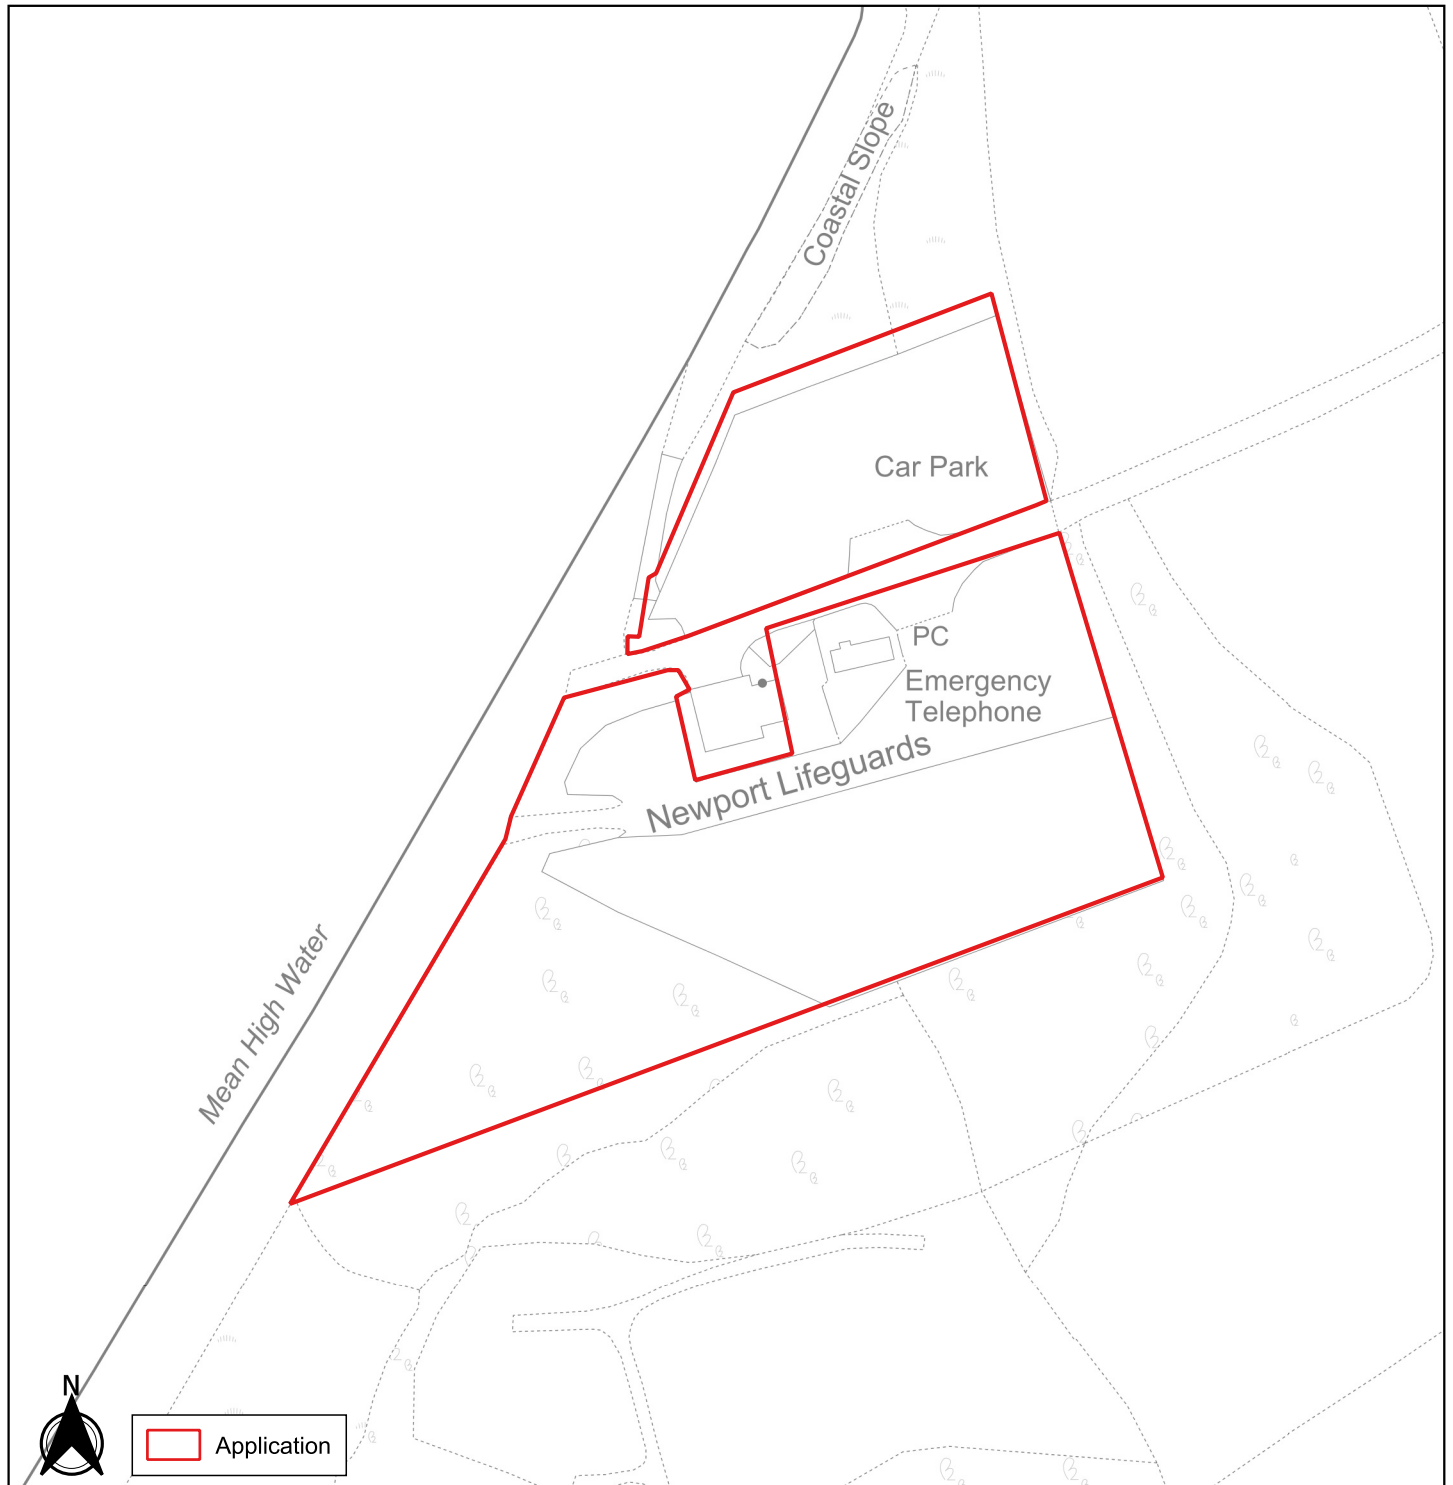 Coastal Slope
Car Park
PC
Emergency
Telephone
Newport Lifeguards
Mean High Water
N
Application